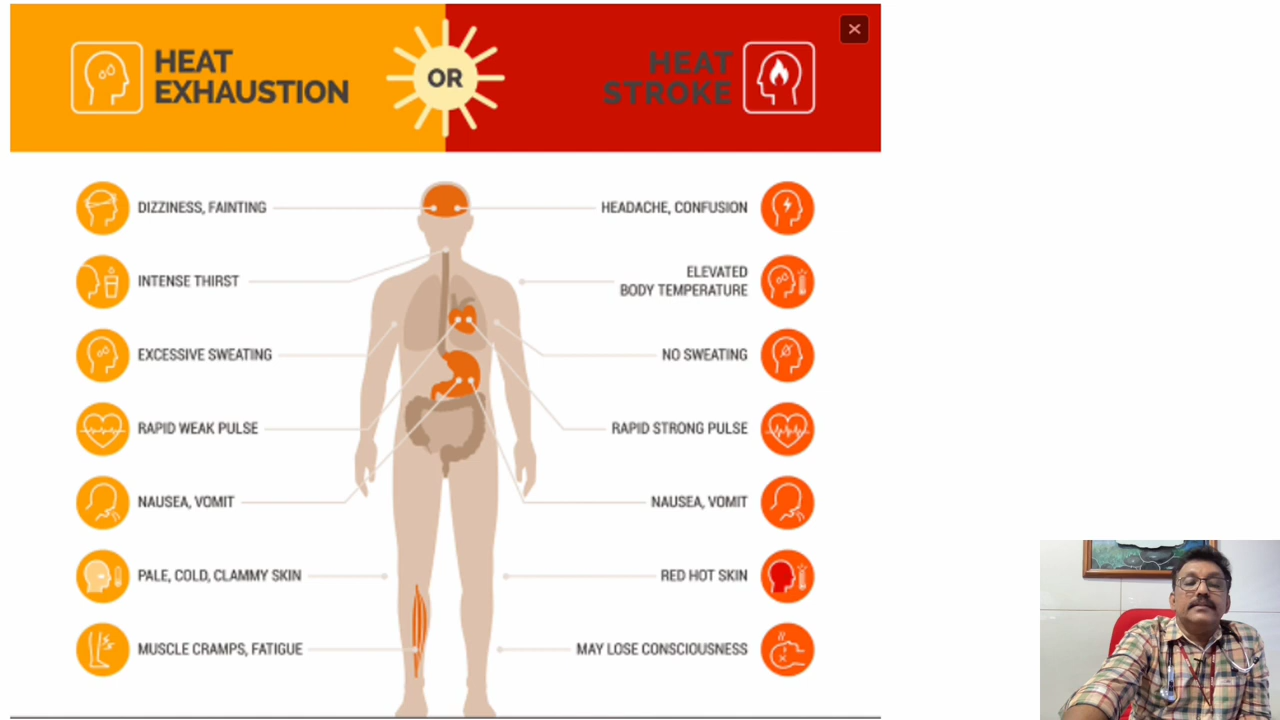 HEAT
EXHAUSTION
OR
HEAT
STROKE
DIZZINESS, FAINTING
HEADACHE, CONFUSION
INTENSE THIRST
ELEVATED
BODY TEMPERATURE
EXCESSIVE SWEATING
NO SWEATING
RAPID WEAK PULSE
RAPID STRONG PULSE
NAUSEA, VOMIT
NAUSEA, VOMIT
PALE, COLD, CLAMMY SKIN
RED HOT SKIN
MUSCLE CRAMPS, FATIGUE
MAY LOSE CONSCIOUSNESS